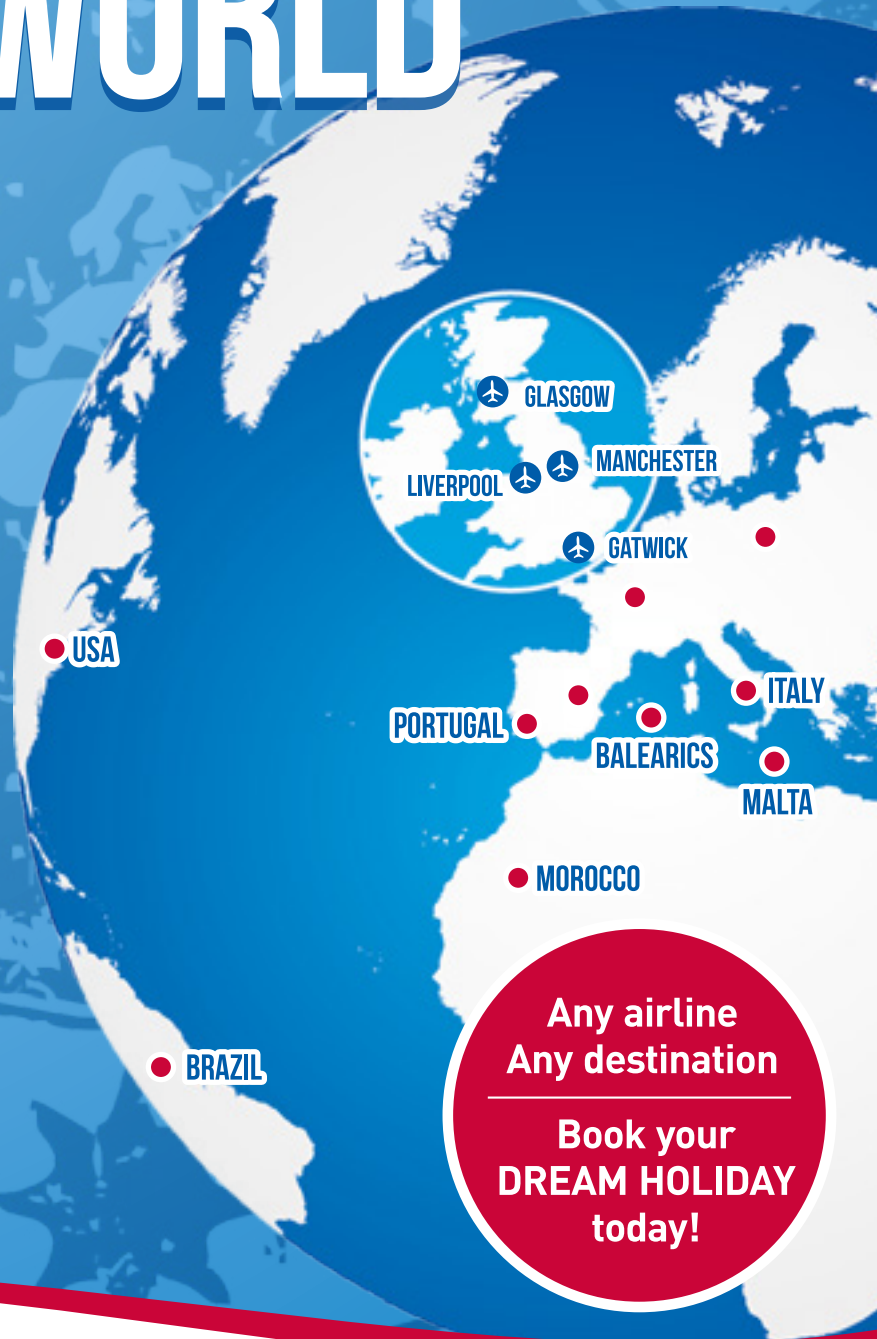 WORLD
GLASGOW
MANCHESTER
LIVERPOOL
GATWICK
USA
ITALY
PORTUGAL
BALEARICS
MALTA
MOROCCO
Any airline
Any destination
BRAZIL
Book your
DREAM HOLIDAY
today!